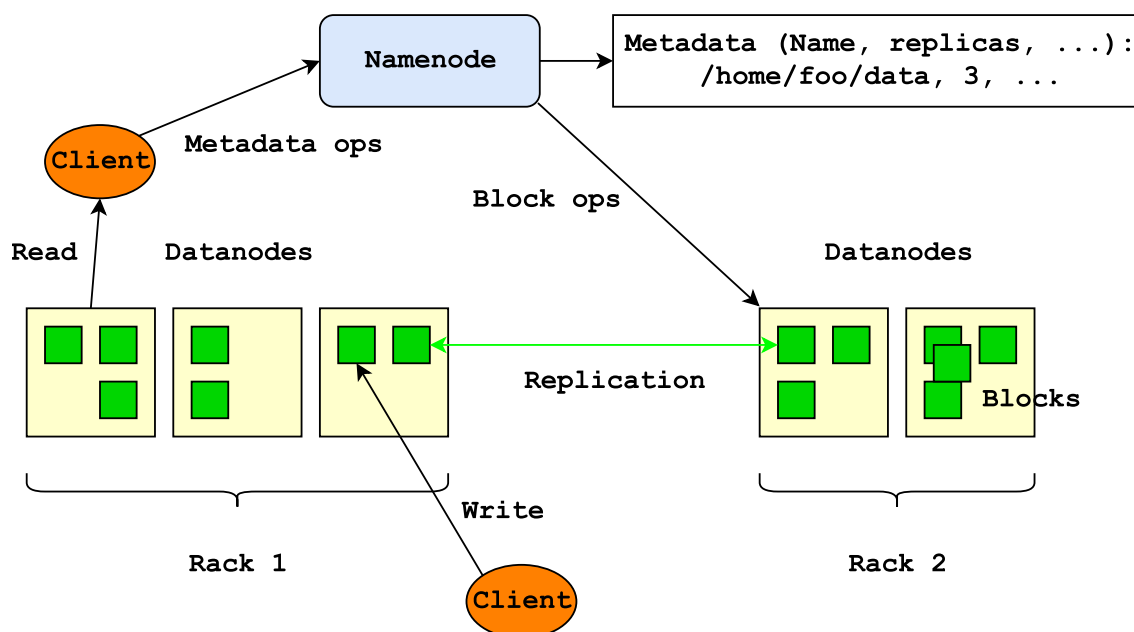 Namenode
Metadata (Name, replicas, ...):
/home/foo/data, 3, ...
Client
Metadata ops
Block ops
Read
Datanodes
Datanodes
Replication
Blocks
Write
Rack 1
Rack 2
Client